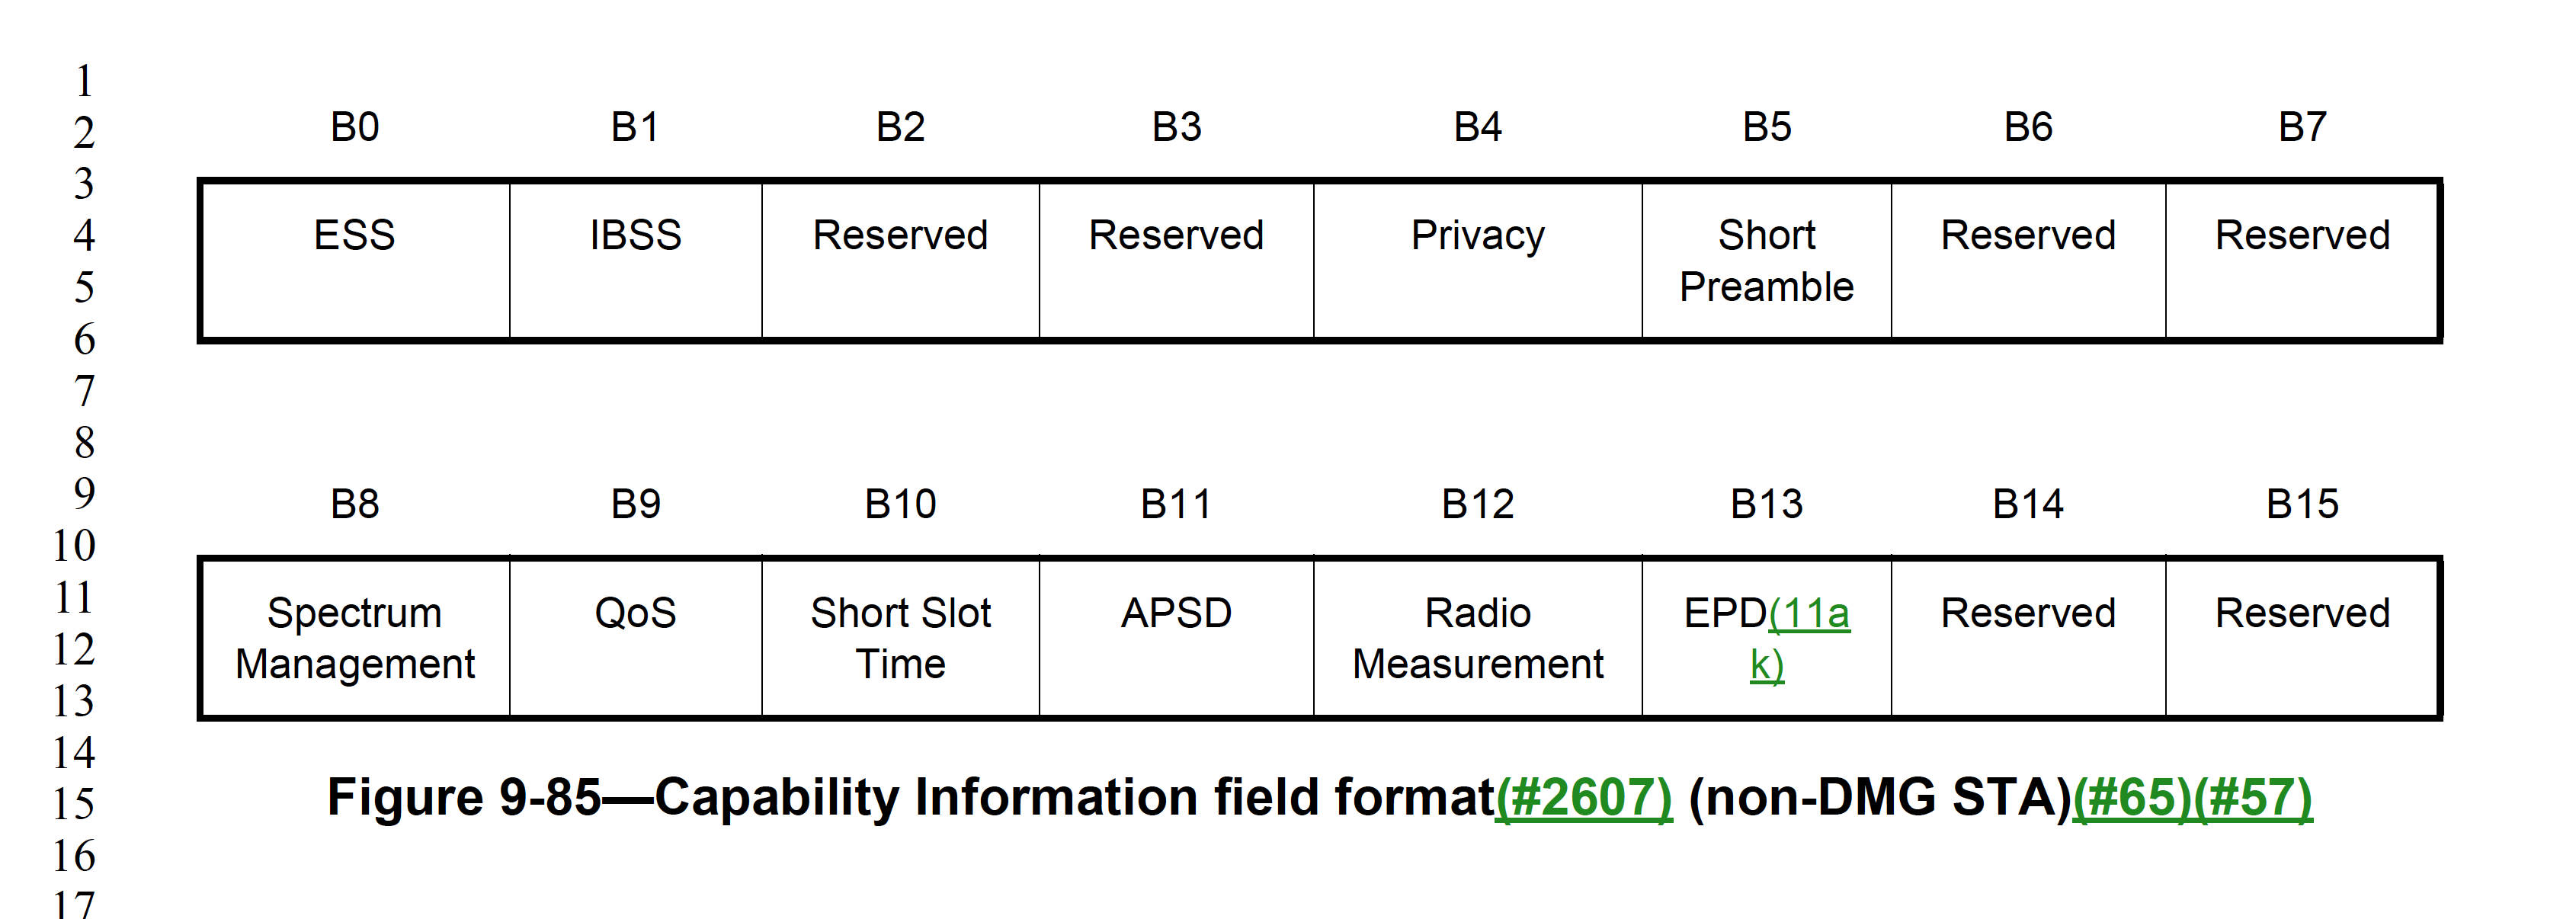 1
2 B0 B1 B2 B3 B4 B5 B6 B7
3
4 ESS IBSS Reserved Reserved Privacy Short Reserved Reserved
5 Preamble
6
7
8
9 B8 B9 B10 B11 B12 B13 B14 B15
10
11 Spectrum QoS Short Slot APSD Radio EPD(11a Reserved Reserved
12 Management Time Measurement k)
13
14
15 Figure 9-85—Capability Information field format(#2607) (non-DMG STA)(#65)(#57)
16
17